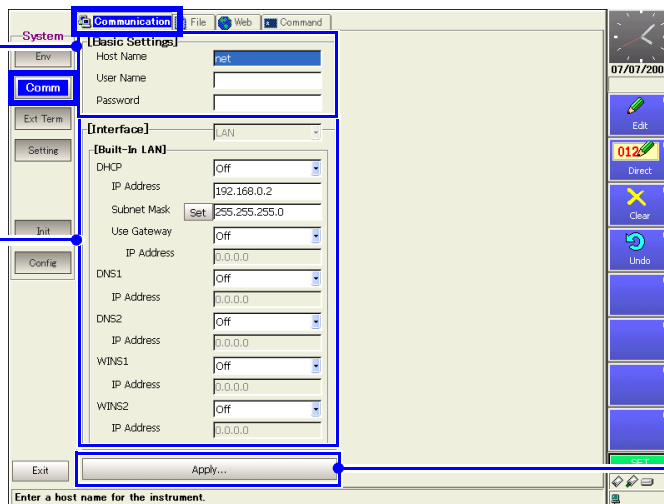 Communication File Web Command
System
[Basic Settings]
Env
Host Name net
User Name
Comm
Password
Ext Term
[Interface] LAN
Setting
[Built-In LAN]
DHCP Off
IP Address 192.168.0.2
Subnet Mask Set 255.255.255.0
Init
Use Gateway Off
IP Address 0.0.0.0
Config
DNS1 Off
IP Address 0.0.0.0
DNS2 Off
IP Address 0.0.0.0
WINS1 Off
IP Address 0.0.0.0
WINS2 Off
IP Address 0.0.0.0
Exit
Apply...
Enter a host name for the instrument.
07/07/200
Edit
012
Direct
Clear
Undo
SET